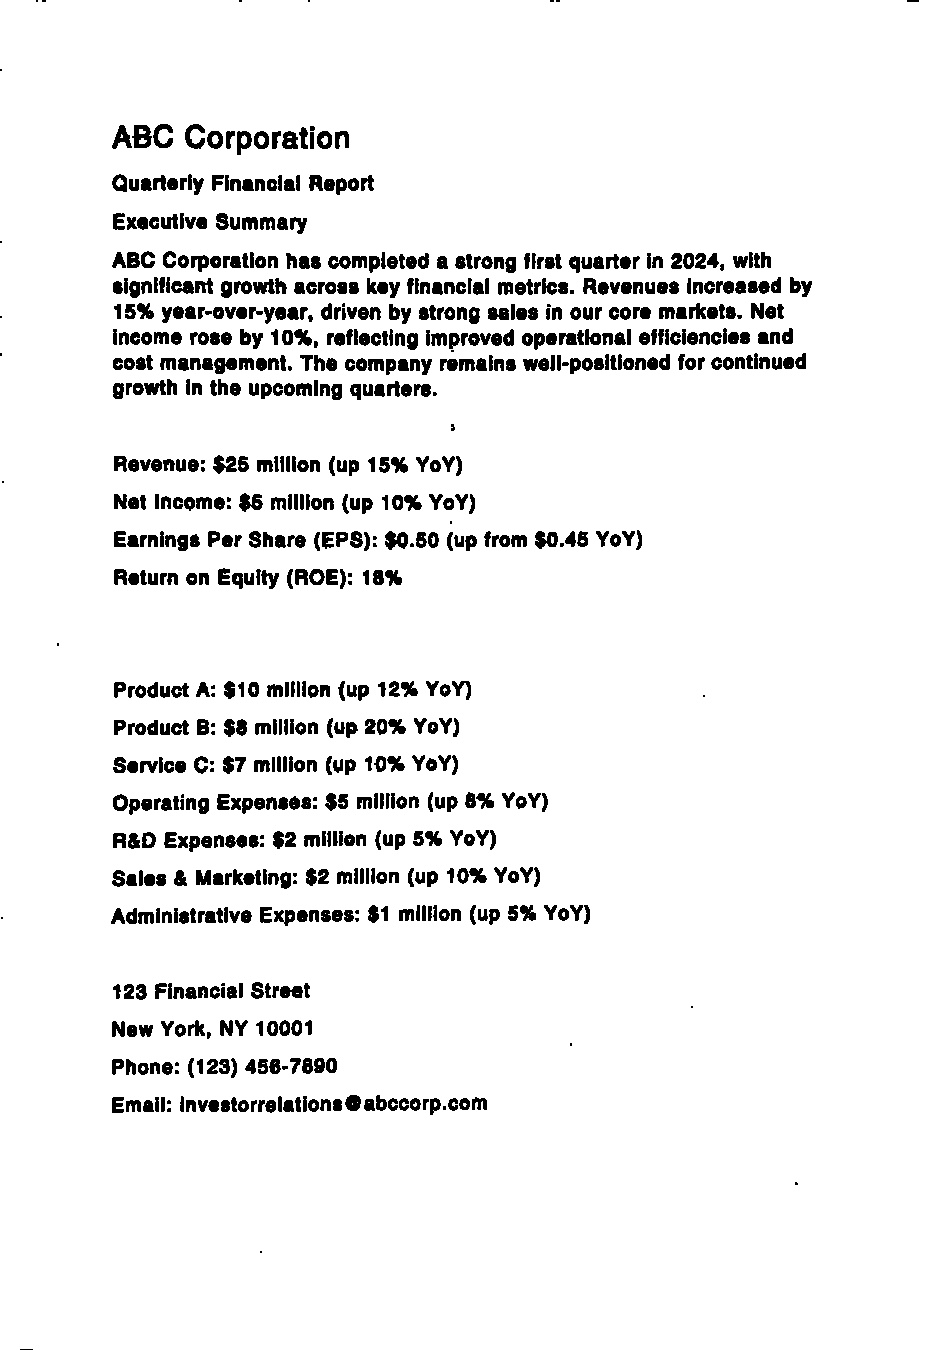 ABC Corporation
Quarterly Financial Report
Executive Summary
ABC Corporation has completed a strong first quarter in 2024, with
significant growth across key financial metrics. Revenues increased by
15% year-over-year, driven by strong sales in our core markets. Net
income rose by 10%, reflecting improved operational efficiencies and
cost management. The company remains well-positioned for continued
growth in the upcoming quarters.
Revenue: $25 million (up 15% YoY)
Net Income: $5 million (up 10% YoY)
Earnings Per Share (EPS): $0.50 (up from $0.45 YoY)
Return on Equity (ROE): 18%
Product A: $10 million (up 12% YoY)
Product B: $8 million (up 20% YoY)
Service C: $7 million (up 10% YoY)
Operating Expenses: $5 million (up 8% YoY)
R&D Expenses: $2 million (up 5% YoY)
Sales & Marketing: $2 million (up 10% YoY)
Administrative Expenses: $1 million (up 5% YoY)
123 Financial Street
New York, NY 10001
Phone: (123) 456-7890
Email: investorrelations@abccorp.com